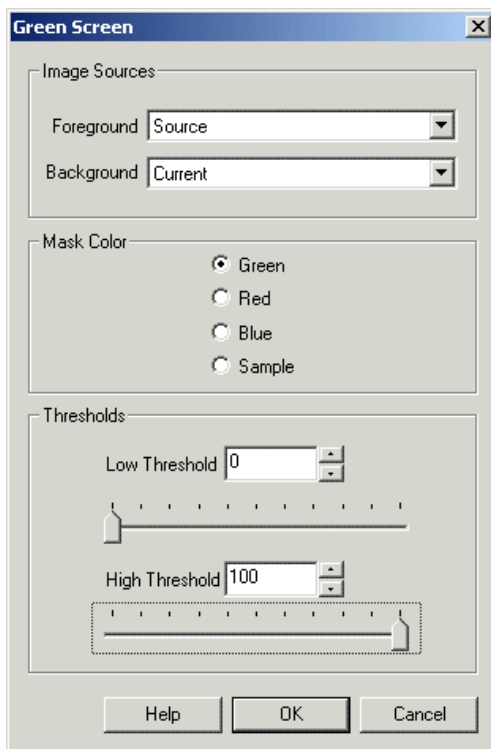 Green Screen
Image Sources
Foreground Source
Background Current
Mask Color
Green
Red
Blue
Sample
Thresholds
Low Threshold 0
High Threshold 100
Help OK Cancel